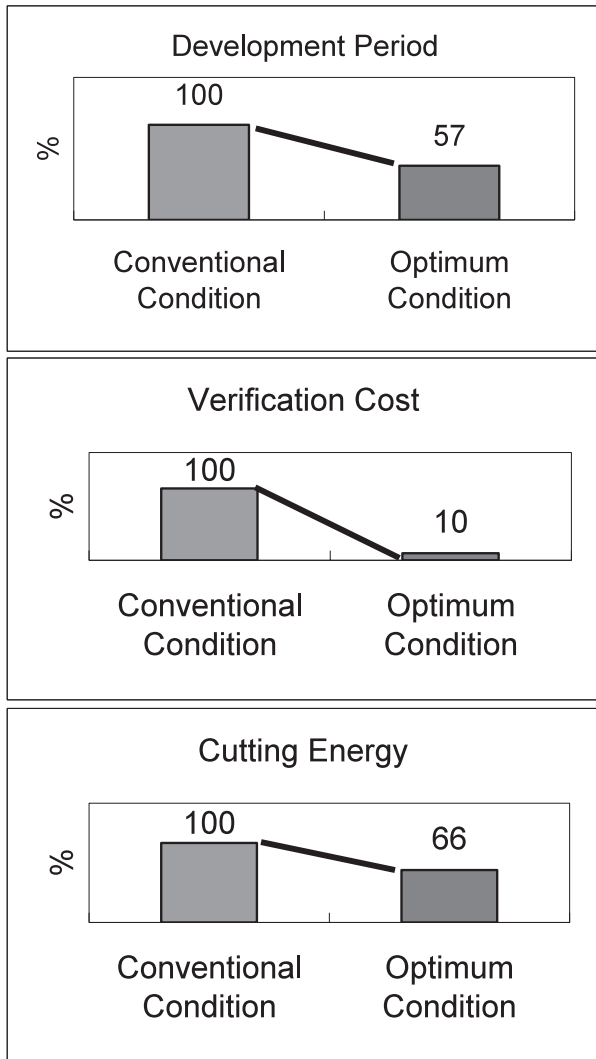 Development Period
100
57
%
Conventional
Condition
Optimum
Condition
Verification Cost
100
10
%
Conventional
Condition
Optimum
Condition
Cutting Energy
100
66
%
Conventional
Condition
Optimum
Condition